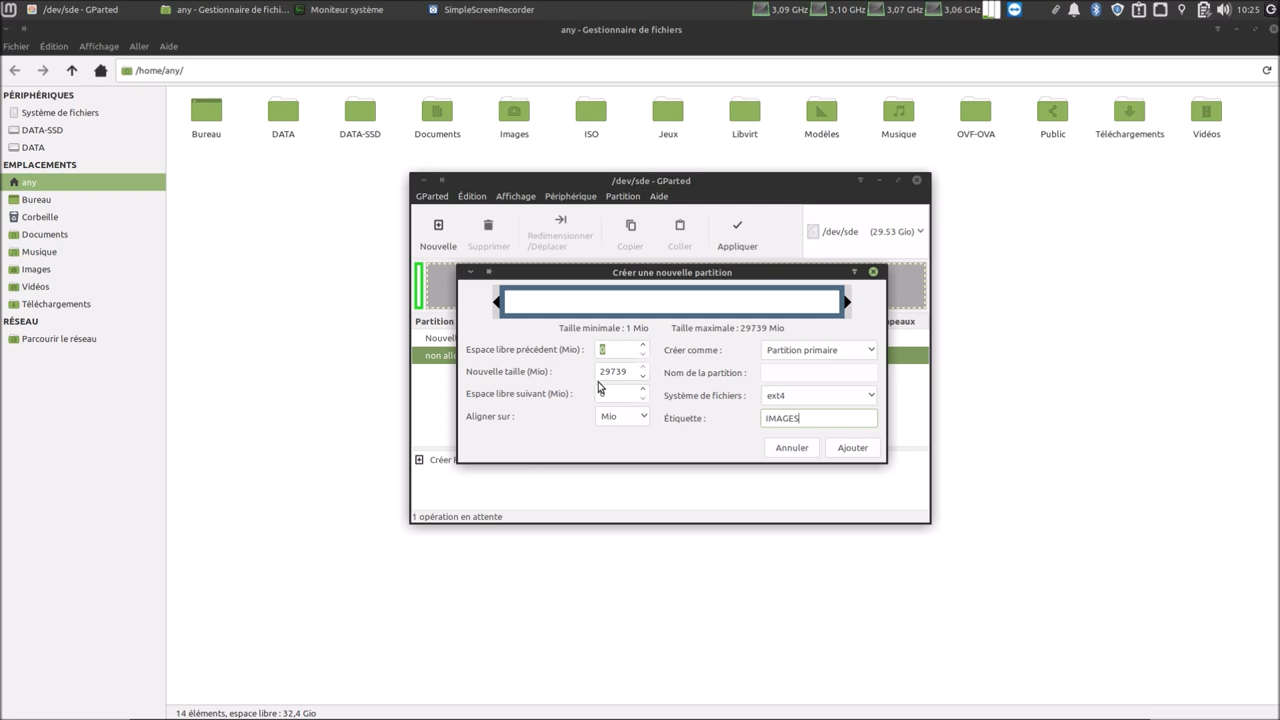 /dev/sde - GParted any - Gestionnaire de fichi... Moniteur système SimpleScreenRecorder 3,09 GHz 3,10 GHz 3,07 GHz 3,06 GHz 10:25
any - Gestionnaire de fichiers
Fichier Édition Affichage Aller Aide
/home/any/
PÉRIPHÉRIQUES
Système de fichiers
DATA-SSD
DATA
EMPLACEMENTS
any
Bureau
Corbeille
Documents
Musique
Images
Vidéos
Téléchargements
RÉSEAU
Parcourir le réseau
Bureau DATA DATA-SSD Documents Images ISO Jeux Libvirt Modèles Musique OVF-OVA Public Téléchargements Vidéos
/dev/sde - GParted
GParted Édition Affichage Périphérique Partition Aide
Nouvelle Supprimer Redimensionner
/Déplacer Copier Coller Appliquer
/dev/sde (29.53 Gio)
Partition
Nouvell
non allo
Créer
1 opération en attente
Créer une nouvelle partition
Taille minimale : 1 Mio Taille maximale : 29739 Mio
Espace libre précédent (Mio) : 0 Créer comme : Partition primaire
Nouvelle taille (Mio) : 29739 Nom de la partition :
Espace libre suivant (Mio) : Système de fichiers : ext4
Aligner sur : Mio Étiquette : IMAGES
Annuler Ajouter
14 éléments, espace libre : 32,4 Gio